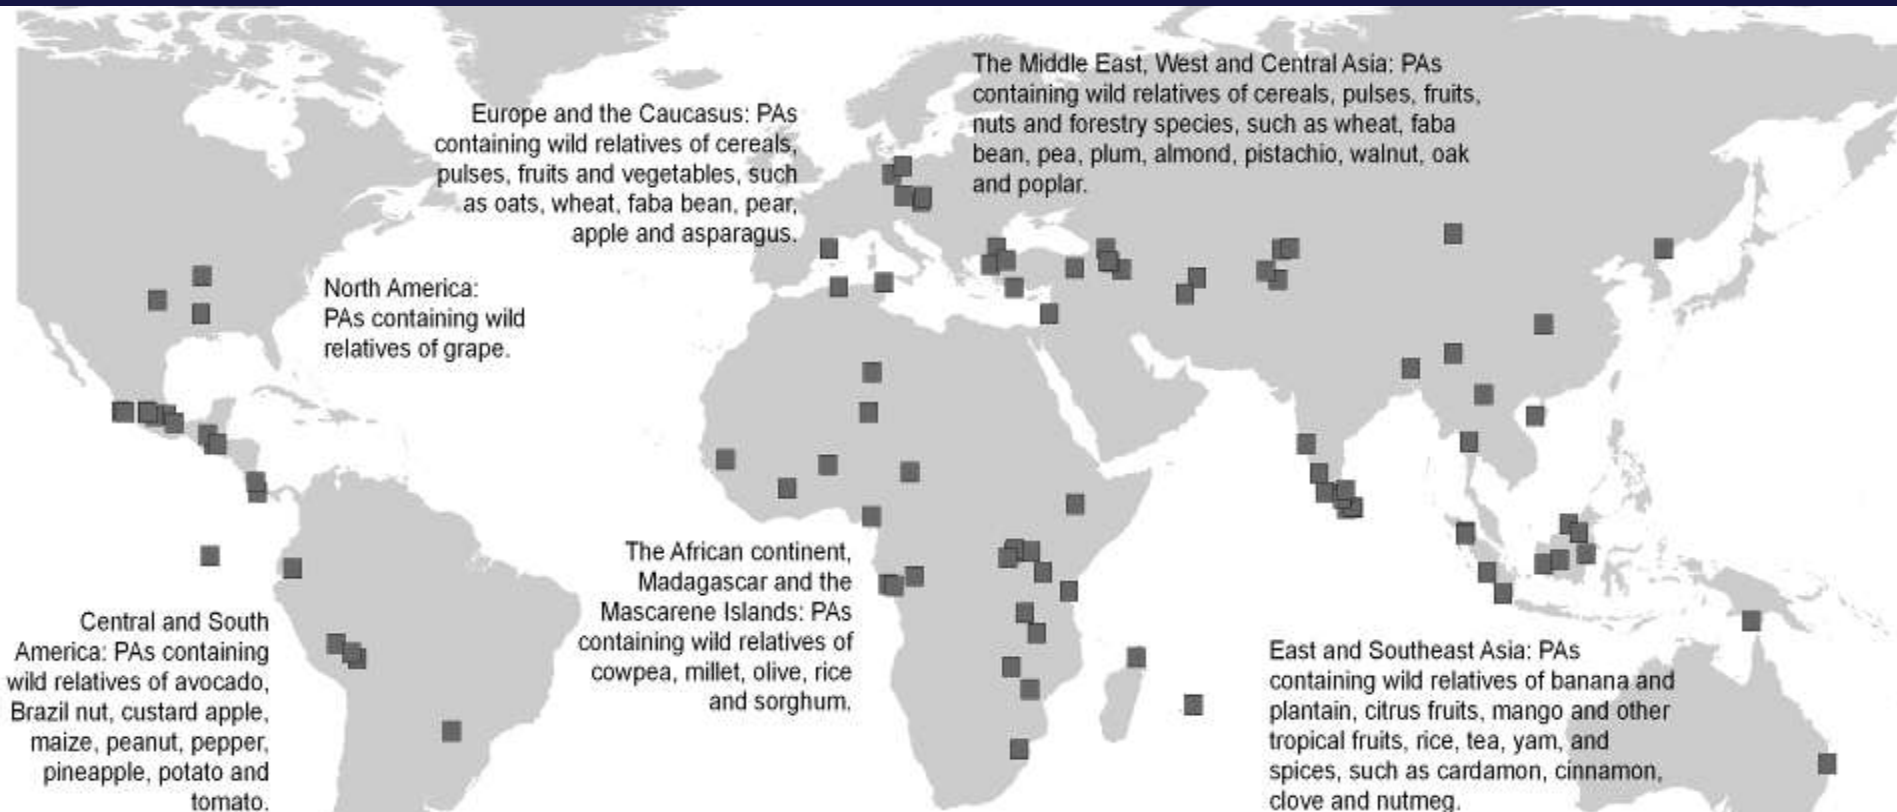 The Middle East, West and Central Asia: PAs
containing wild relatives of cereals, pulses, fruits,
nuts and forestry species, such as wheat, faba
bean, pea, plum, almond, pistachio, walnut, oak
and poplar.
Europe and the Caucasus: PAs
containing wild relatives of cereals,
pulses, fruits and vegetables, such
as oats, wheat, faba bean, pear,
apple and asparagus.
North America:
PAs containing wild
relatives of grape.
The African continent,
Madagascar and the
Mascarene Islands: PAs
containing wild relatives of
cowpea, millet, olive, rice
and sorghum.
Central and South
America: PAs containing
wild relatives of avocado,
Brazil nut, custard apple,
maize, peanut, pepper,
pineapple, potato and
tomato.
East and Southeast Asia: PAs
containing wild relatives of banana and
plantain, citrus fruits, mango and other
tropical fruits, rice, tea, yam, and
spices, such as cardamon, cinnamon,
clove and nutmeg.